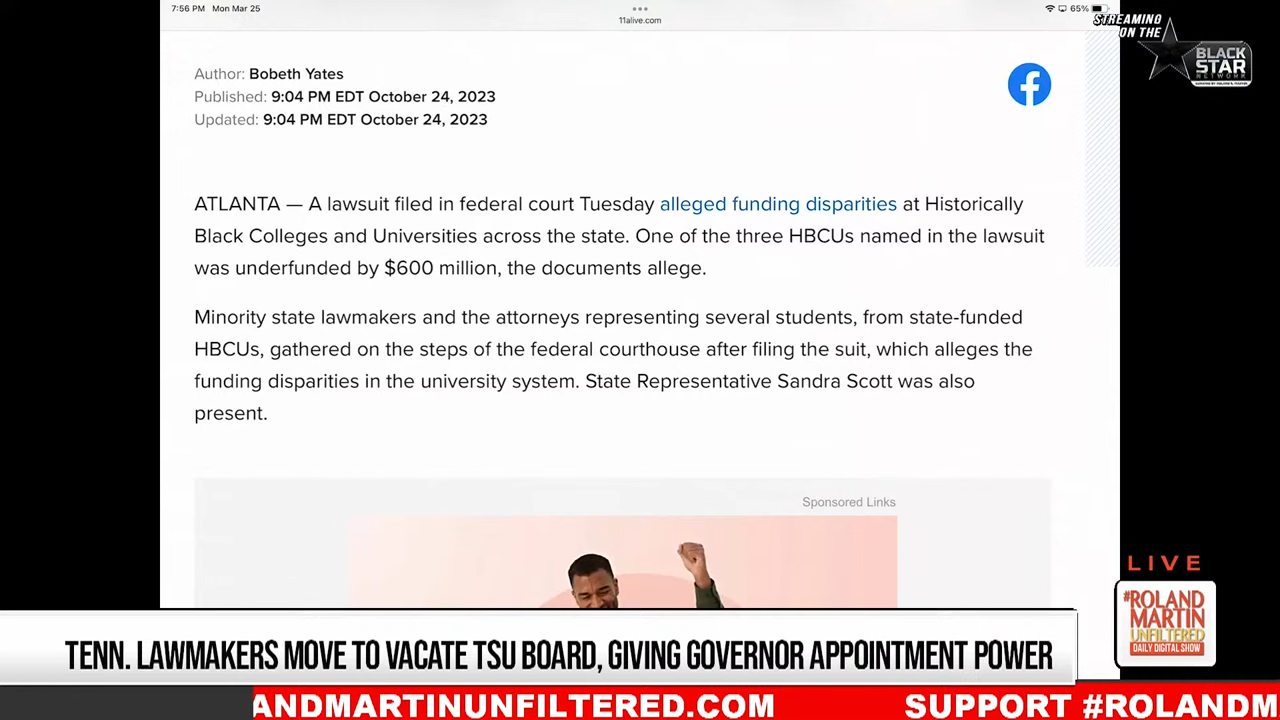 7:56 PM Mon Mar 25
11alive.com
65%
STREAMING
ON THE
BLACK
STAR
NETWORK
Author: Bobeth Yates
Published: 9:04 PM EDT October 24, 2023
Updated: 9:04 PM EDT October 24, 2023
ATLANTA — A lawsuit filed in federal court Tuesday alleged funding disparities at Historically
Black Colleges and Universities across the state. One of the three HBCUs named in the lawsuit
was underfunded by $600 million, the documents allege.
Minority state lawmakers and the attorneys representing several students, from state-funded
HBCUs, gathered on the steps of the federal courthouse after filing the suit, which alleges the
funding disparities in the university system. State Representative Sandra Scott was also
present.
Sponsored Links
LIVE
#ROLAND
MARTIN
UNFILTERED
DAILY DIGITAL SHOW
TENN. LAWMAKERS MOVE TO VACATE TSU BOARD, GIVING GOVERNOR APPOINTMENT POWER
ANDMARTINUNFILTERED.COM SUPPORT #ROLANDM